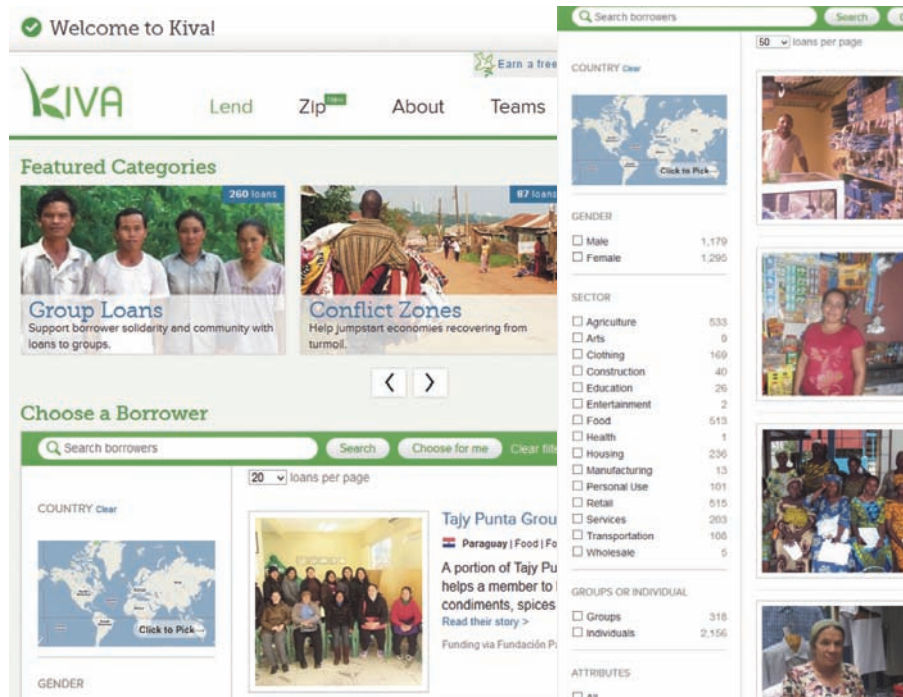 Welcome to Kiva!
Earn a free
KIVA
Lend Zip About Teams
Featured Categories
260 loans
Group Loans
Support borrower solidarity and community with
loans to groups.
87 loans
Conflict Zones
Help jumpstart economies recovering from
turmoil.
Choose a Borrower
Search borrowers Search Choose for me Clear filte
20 loans per page
COUNTRY Clear
Click to Pick
GENDER
Tajy Punta Grou
Paraguay | Food | Fo
A portion of Tajy Pu
helps a member to
condiments, spices
Read their story >
Funding via Fundación Pa
Search borrowers Search
50 loans per page
COUNTRY Clear
Click to Pick
GENDER
Male 1,179
Female 1,295
SECTOR
Agriculture 533
Arts 9
Clothing 169
Construction 40
Education 26
Entertainment 2
Food 513
Health 1
Housing 236
Manufacturing 13
Personal Use 101
Retail 515
Services 203
Transportation 108
Wholesale 5
GROUPS OR INDIVIDUAL
Groups 318
Individuals 2,156
ATTRIBUTES